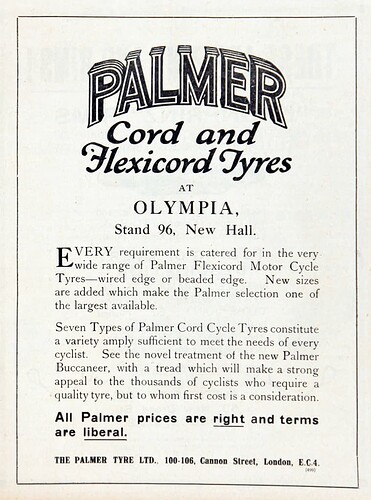 PALMER
Cord and
Flexicord Tyres
AT
OLYMPIA,
Stand 96, New Hall.
EVERY requirement is catered for in the very
wide range of Palmer Flexicord Motor Cycle
Tyres—wired edge or beaded edge. New sizes
are added which make the Palmer selection one of
the largest available.
Seven Types of Palmer Cord Cycle Tyres constitute
a variety amply sufficient to meet the needs of every
cyclist. See the novel treatment of the new Palmer
Buccaneer, with a tread which will make a strong
appeal to the thousands of cyclists who require a
quality tyre, but to whom first cost is a consideration.
All Palmer prices are right and terms
are liberal.
THE PALMER TYRE LTD. 100-106, Cannon Street, London, E.C.4.